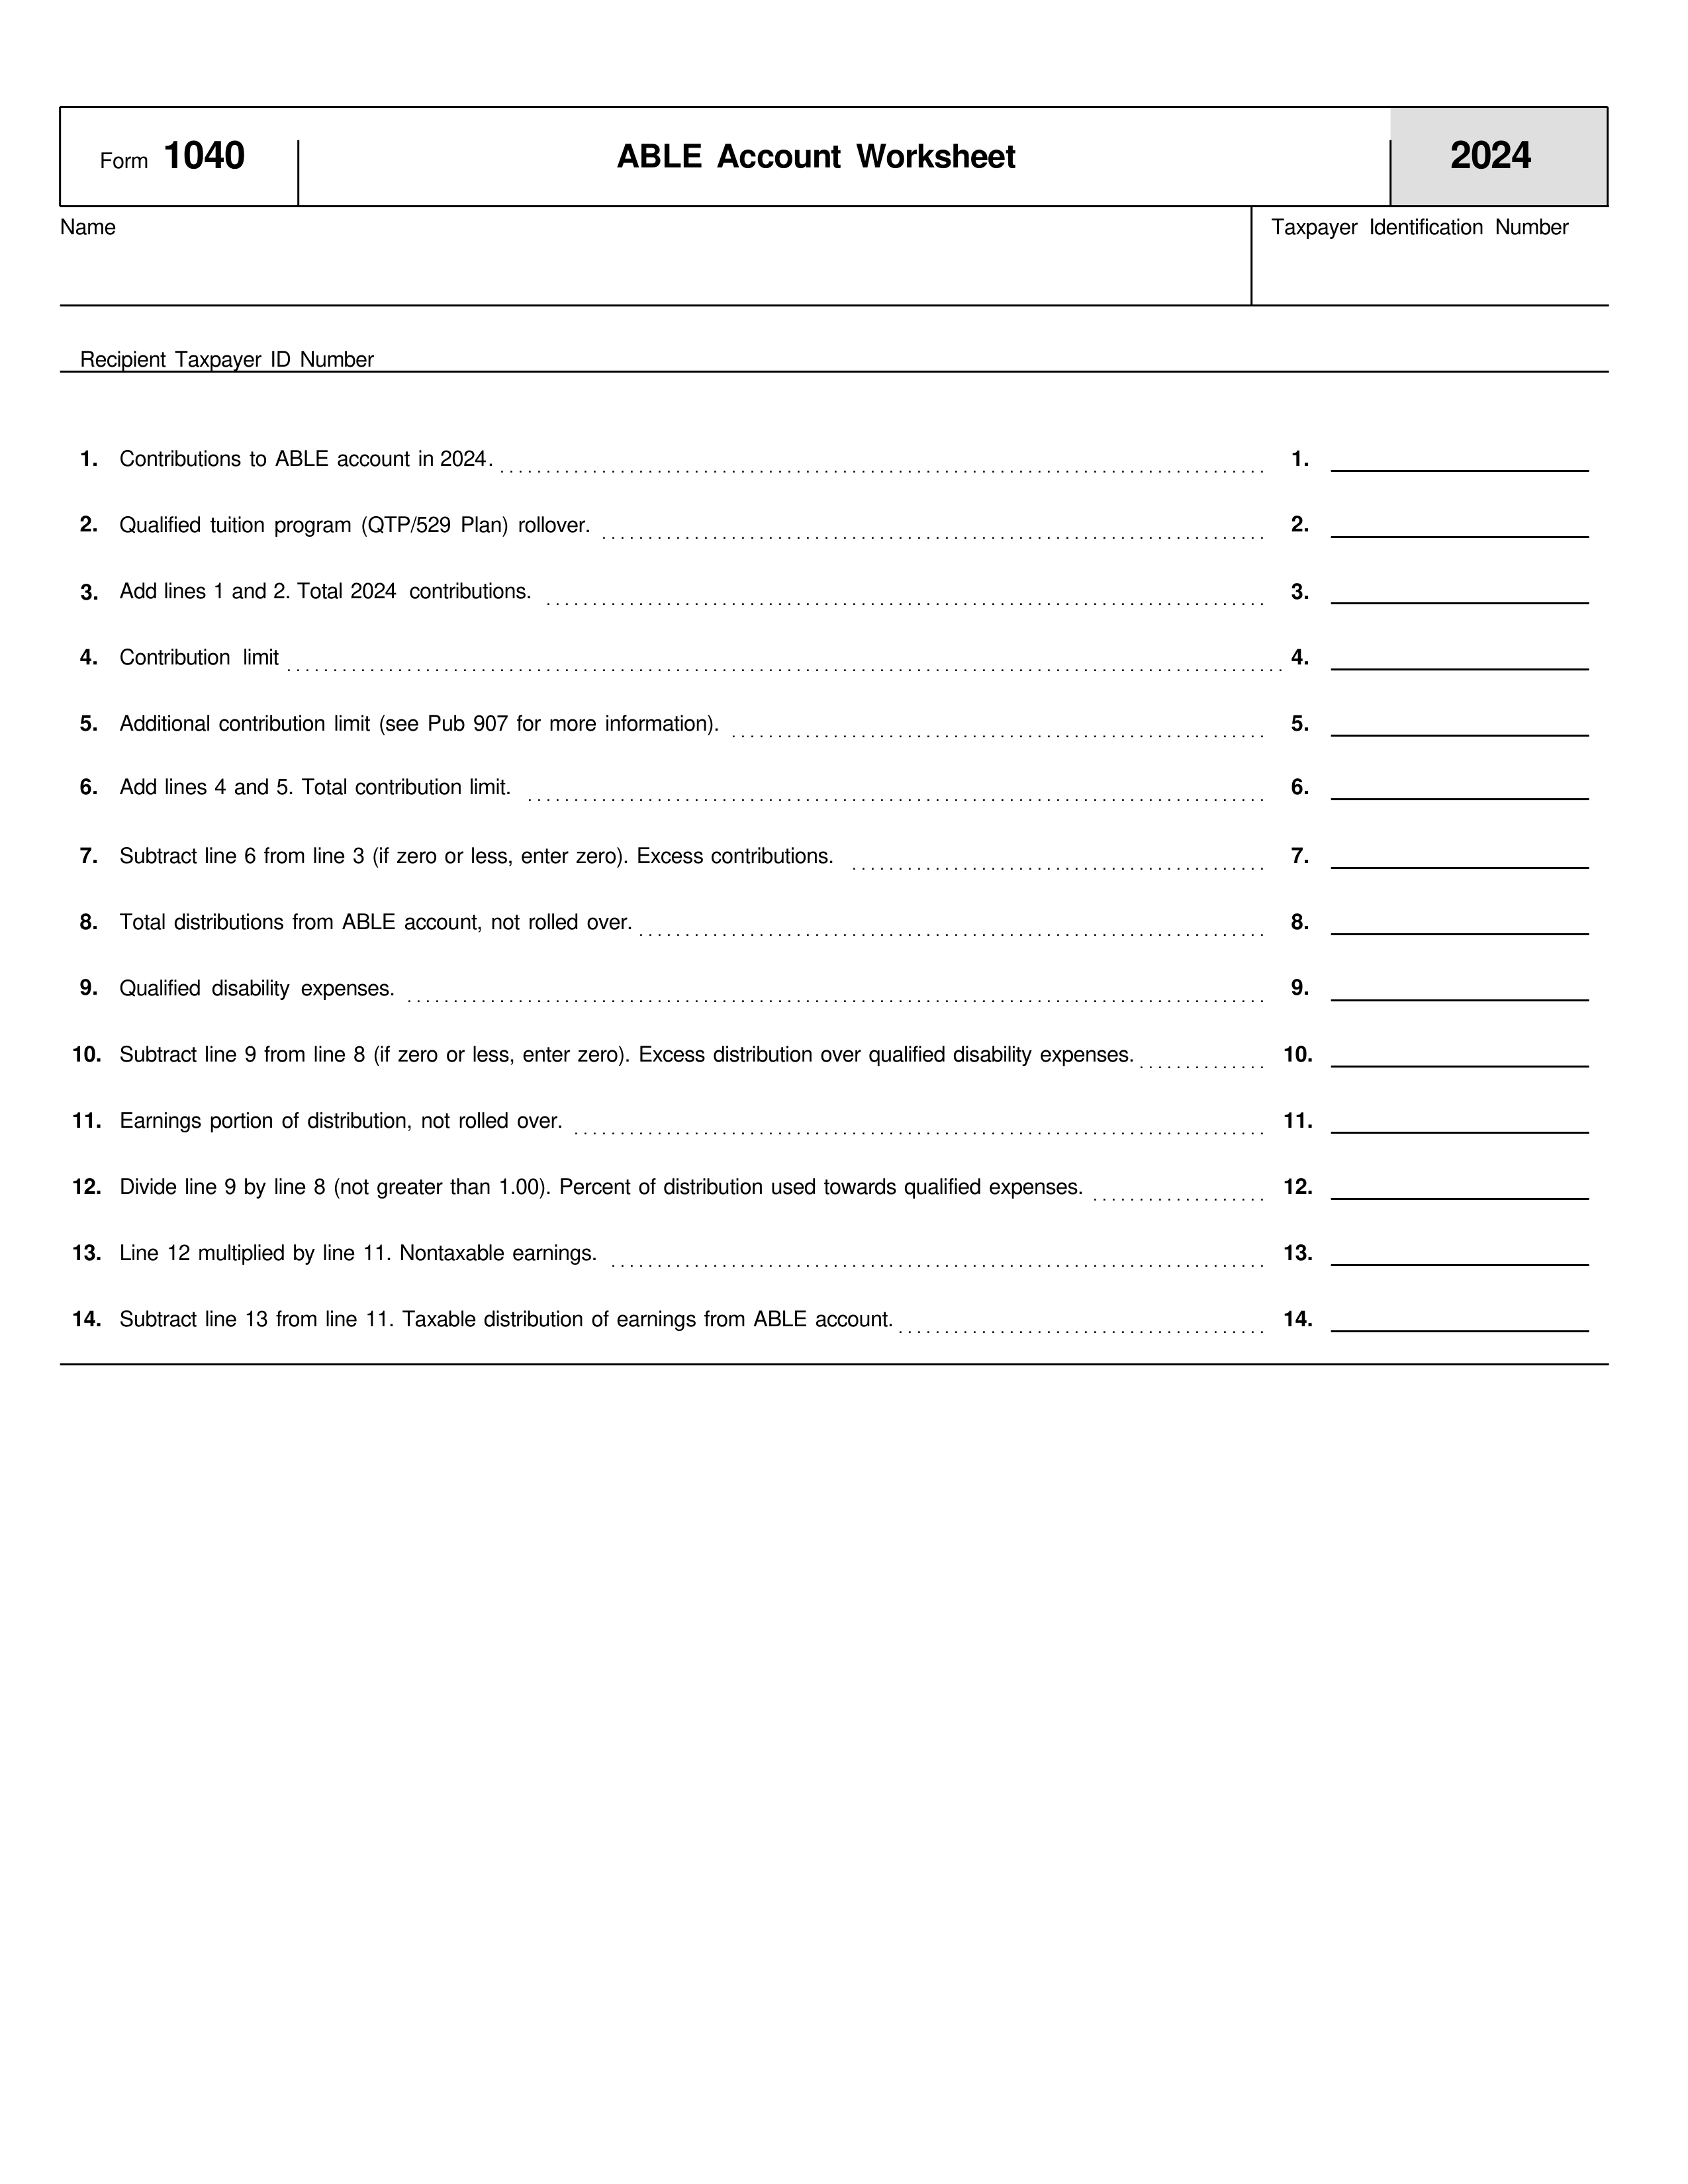 Form 1040 ABLE Account Worksheet 2024
Name Taxpayer Identification Number
Recipient Taxpayer ID Number
1. Contributions to ABLE account in 2024. 1.
2. Qualified tuition program (QTP/529 Plan) rollover. 2.
3. Add lines 1 and 2. Total 2024 contributions. 3.
4. Contribution limit 4.
5. Additional contribution limit (see Pub 907 for more information). 5.
6. Add lines 4 and 5. Total contribution limit. 6.
7. Subtract line 6 from line 3 (if zero or less, enter zero). Excess contributions. 7.
8. Total distributions from ABLE account, not rolled over. 8.
9. Qualified disability expenses. 9.
10. Subtract line 9 from line 8 (if zero or less, enter zero). Excess distribution over qualified disability expenses. 10.
11. Earnings portion of distribution, not rolled over. 11.
12. Divide line 9 by line 8 (not greater than 1.00). Percent of distribution used towards qualified expenses. 12.
13. Line 12 multiplied by line 11. Nontaxable earnings. 13.
14. Subtract line 13 from line 11. Taxable distribution of earnings from ABLE account. 14.